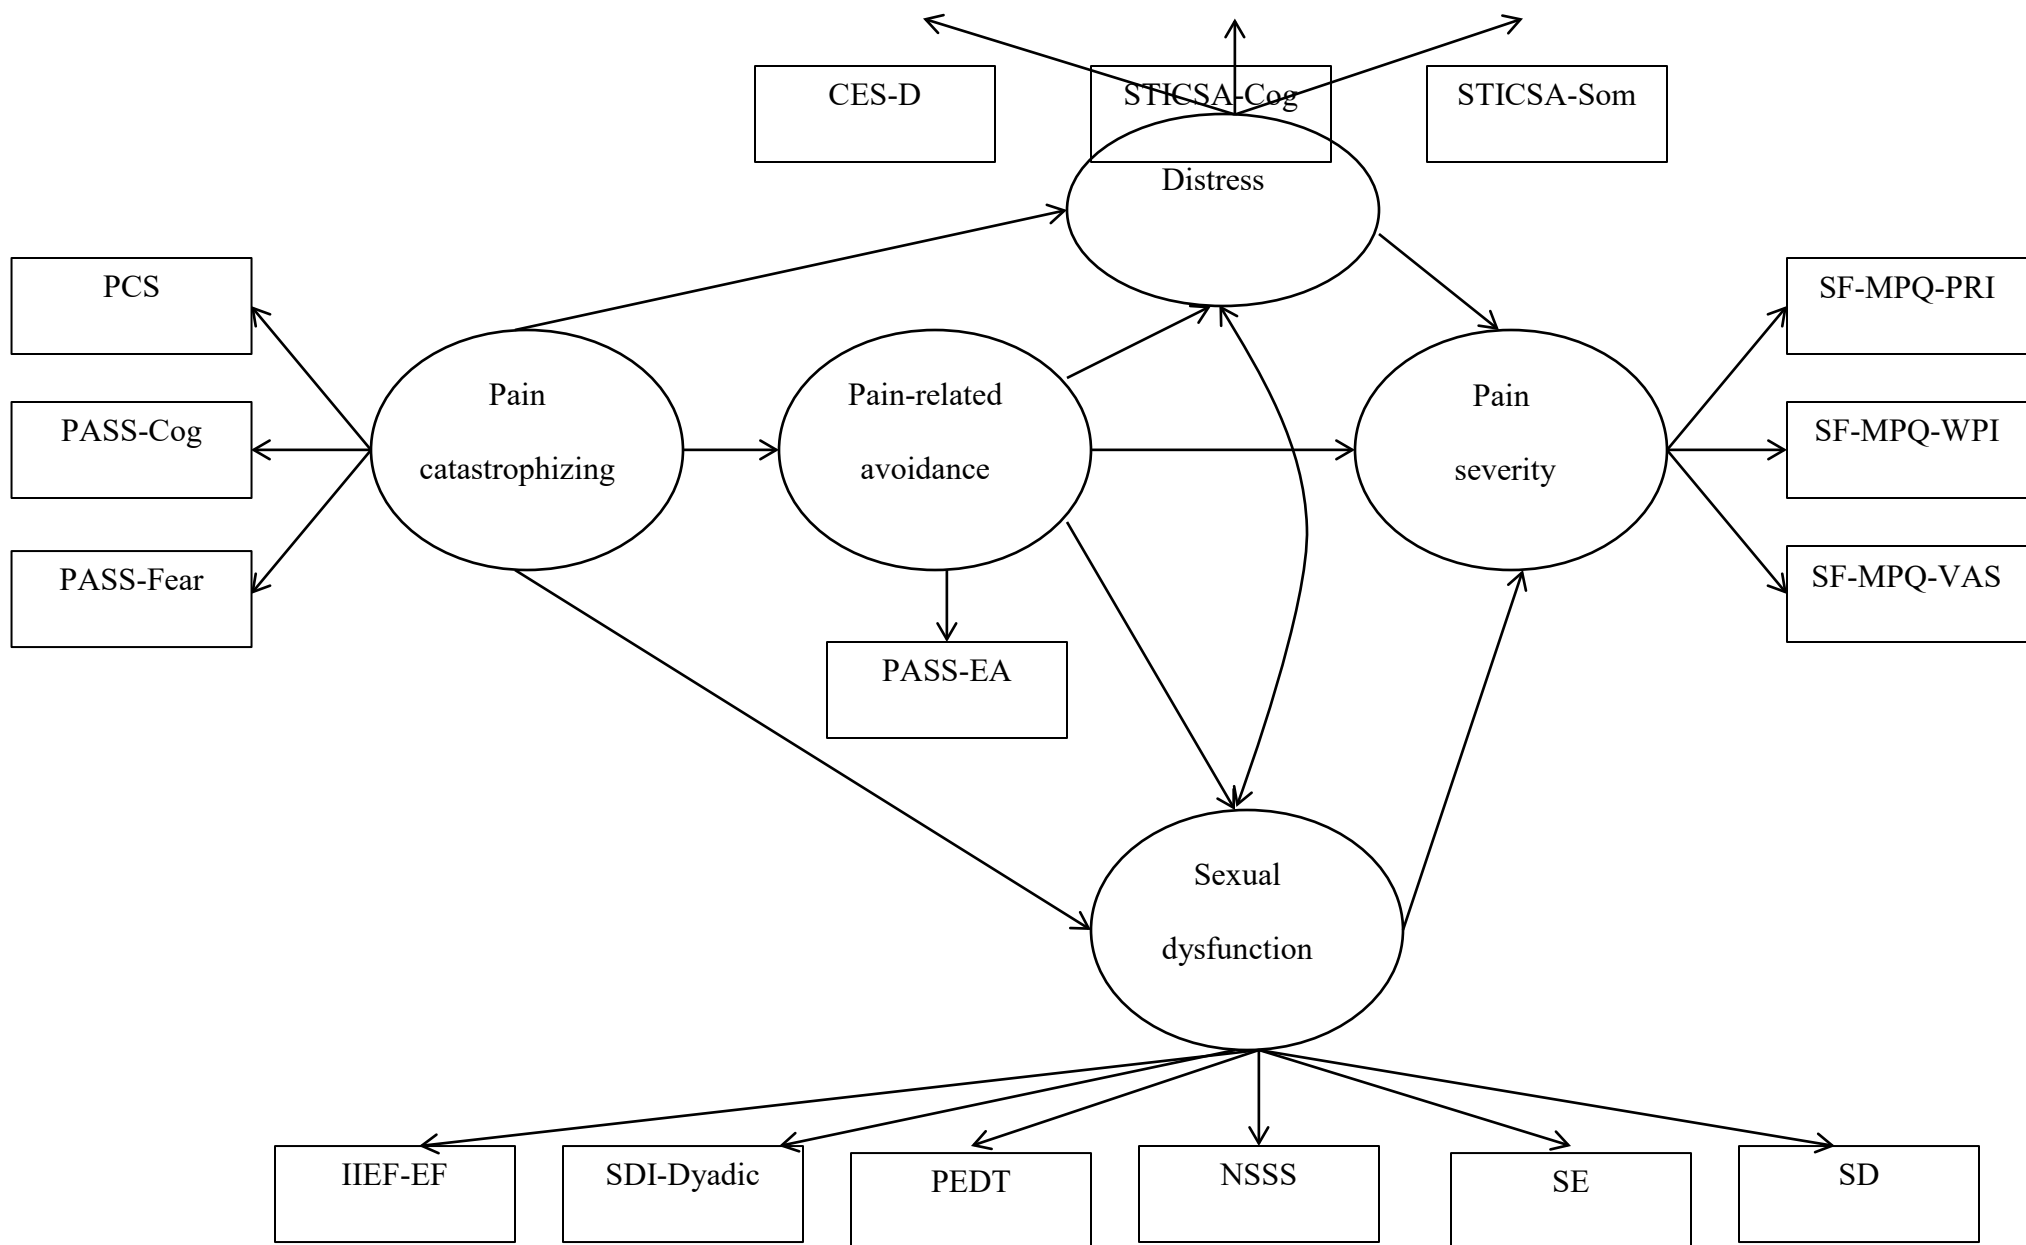 CES-D
STICSA-Cog
STICSA-Som
Distress
PCS
SF-MPQ-PRI
Pain
catastrophizing
Pain-related
avoidance
Pain
severity
PASS-Cog
SF-MPQ-WPI
PASS-Fear
SF-MPQ-VAS
PASS-EA
Sexual
dysfunction
IIEF-EF
SDI-Dyadic
PEDT
NSSS
SE
SD